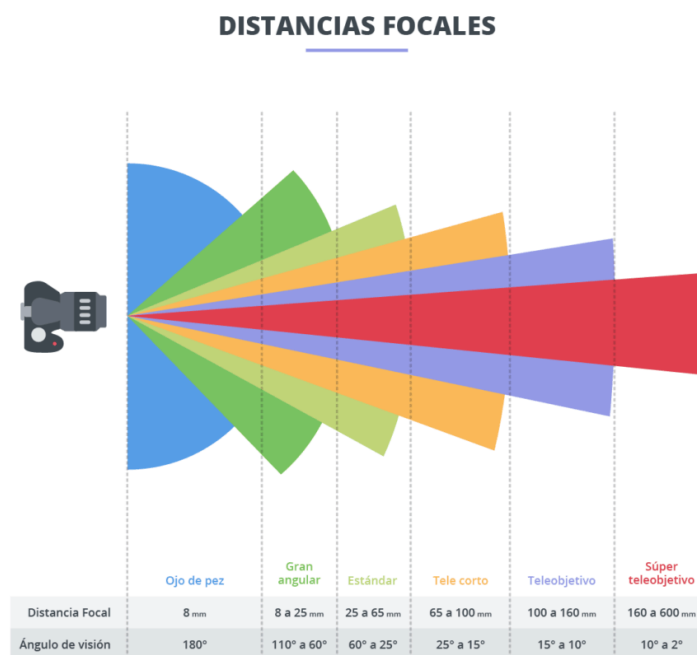 DISTANCIAS FOCALES
Ojo de pez
Gran angular
Estándar
Tele corto
Teleobjetivo
Súper teleobjetivo
Distancia Focal 8 mm 8 a 25 mm 25 a 65 mm 65 a 100 mm 100 a 160 mm 160 a 600 mm
Ángulo de visión 180° 110° a 60° 60° a 25° 25° a 15° 15° a 10° 10° a 2°